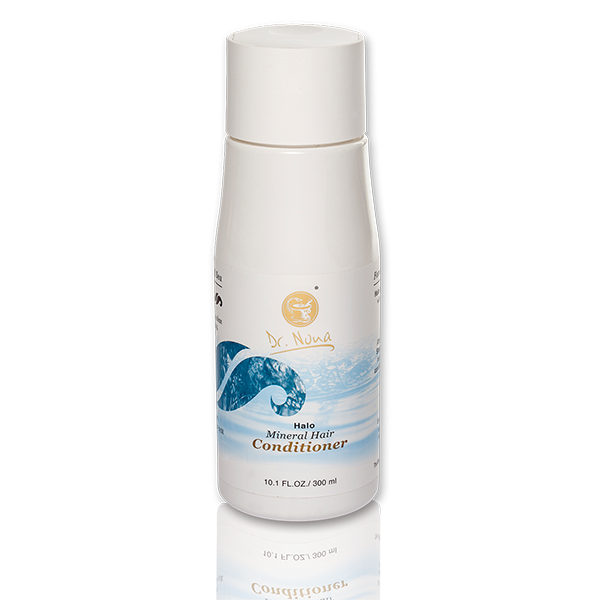 Dr. Nona
Halo
Mineral Hair
Conditioner
10.1 FL.OZ./ 300 ml